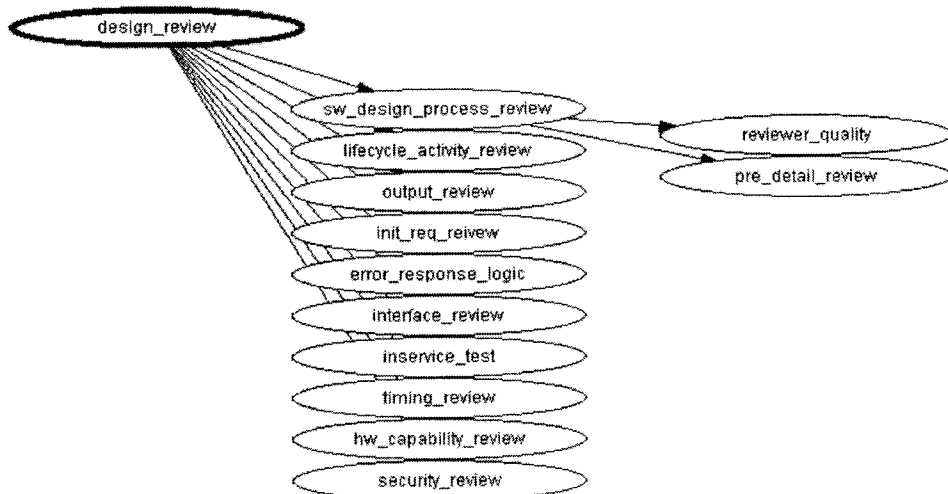 design_review
sw_design_process_review
reviewer_quality
lifecycle_activity_review
pre_detail_review
output_review
init_req_reivew
error_response_logic
interface_review
inservice_test
timing_review
hw_capability_review
security_review